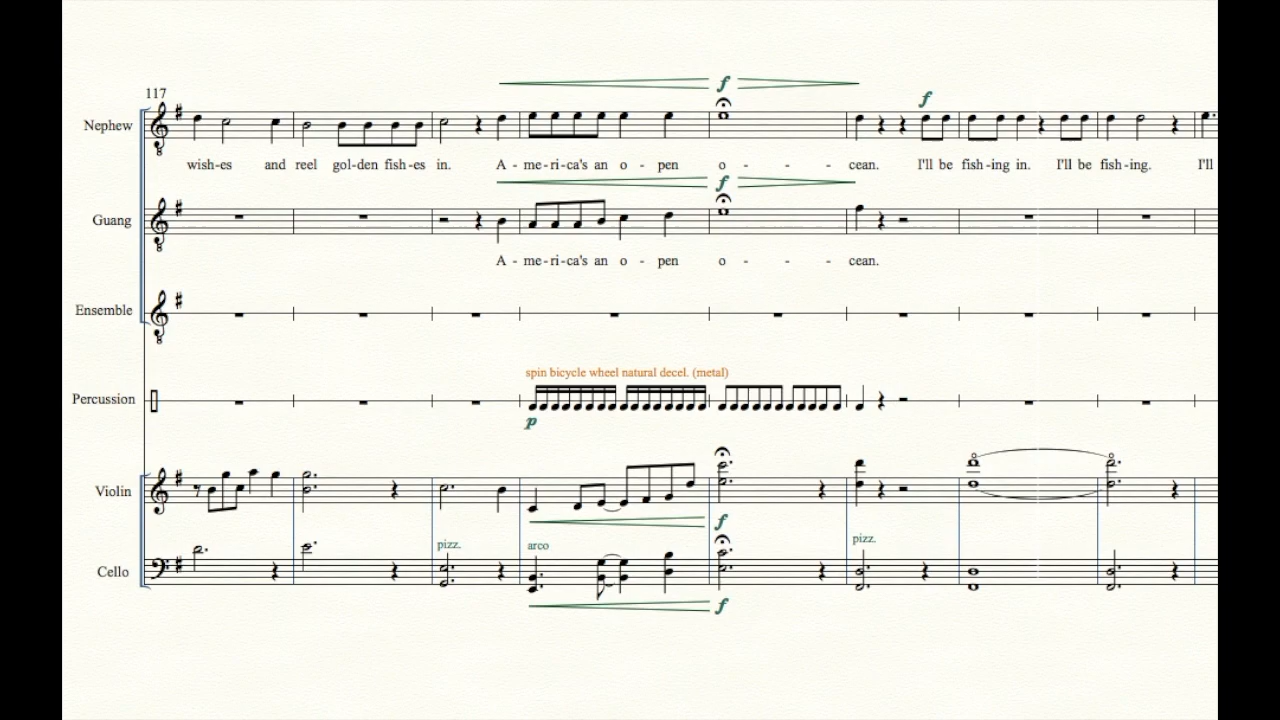 117
f
f
Nephew
wish-es and reel gol-den fish-es in. A-me-ri-ca's an o - pen o - - - cean. I'll be fish-ing in. I'll be fish-ing. I'll
f
Guang
A-me-ri-ca's an o - pen o - - - cean.
Ensemble
spin bicycle wheel natural decel. (metal)
Percussion
p
Violin
f
pizz. arco pizz.
Cello
f